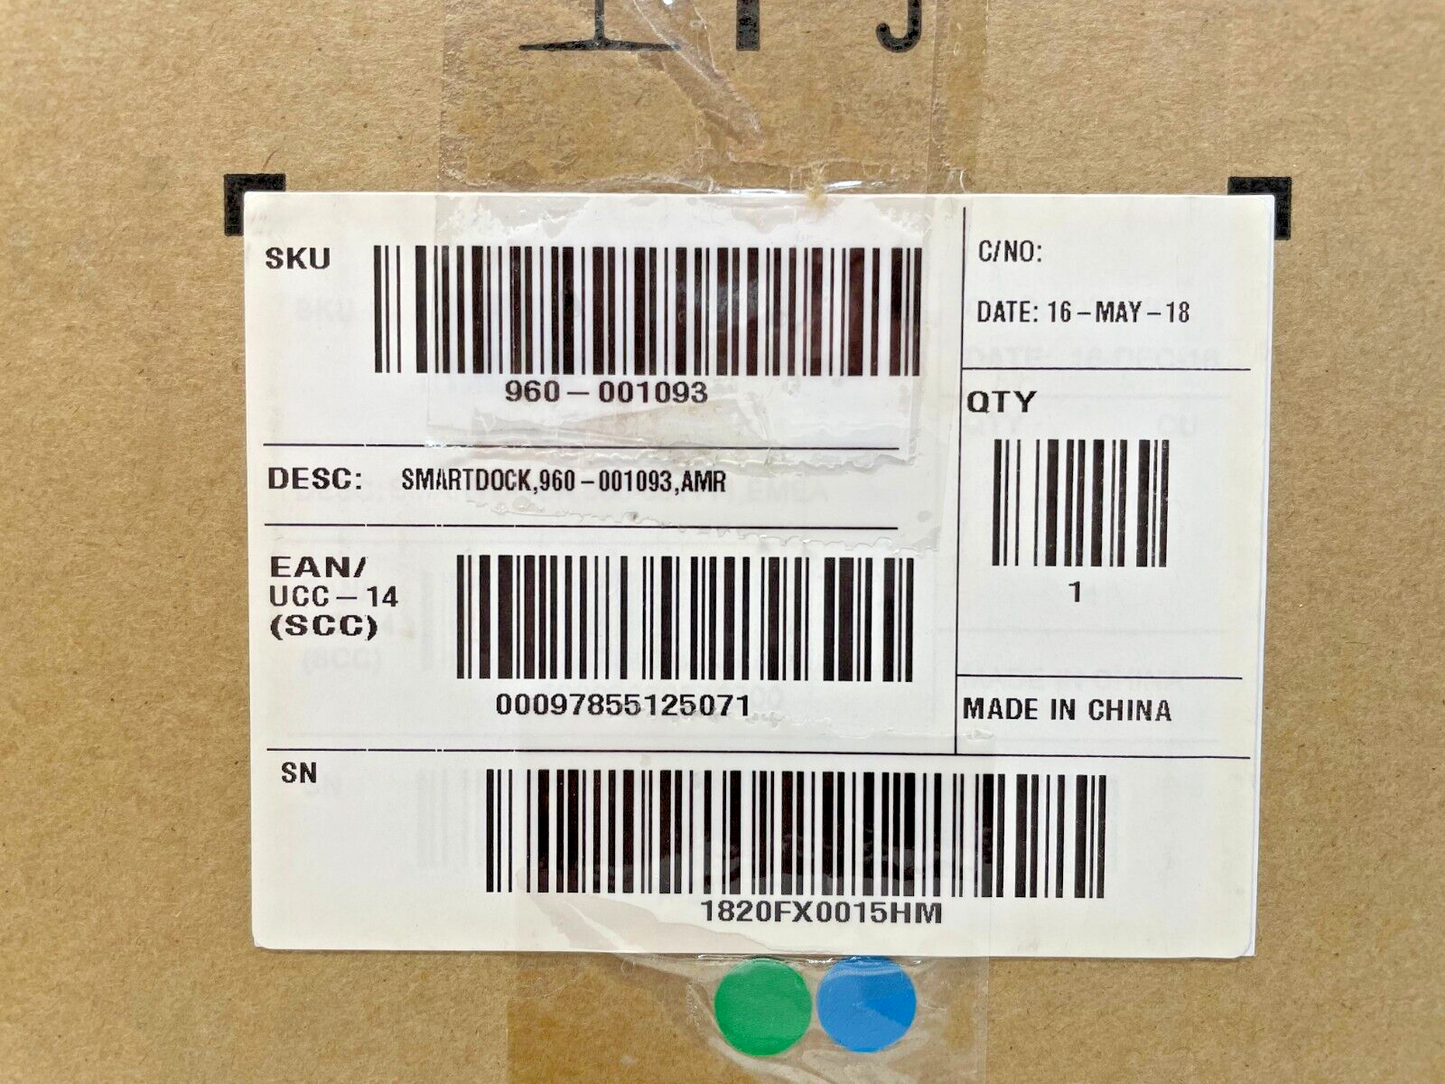 SKU
960-001093
C/NO:
DATE: 16-MAY-18
QTY
1
DESC: SMARTDOCK,960-001093,AMR
EAN/
UCC-14
(SCC)
00097855125071
MADE IN CHINA
SN
1820FX0015HM